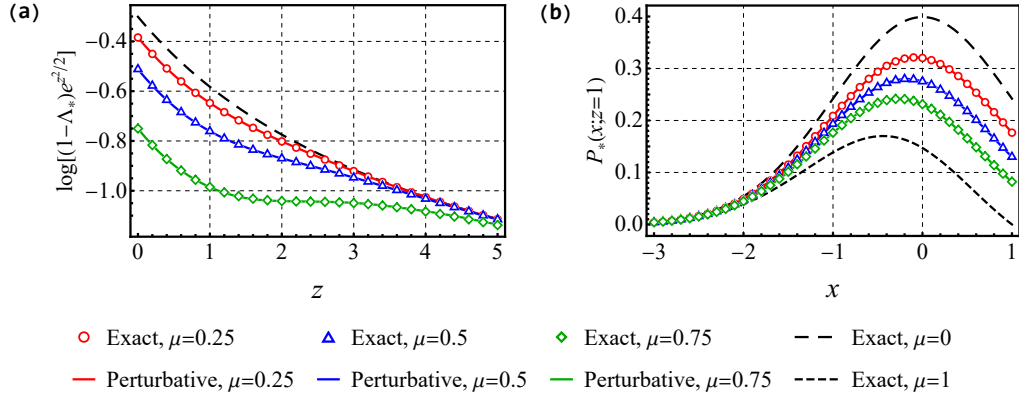 (a)
(b)
log[(1−Λ*)e^{z²/2}]
−0.4
−0.6
−0.8
−1.0
0 1 2 3 4 5
z
P*(x;z=1)
0.4
0.3
0.2
0.1
0.0
−3 −2 −1 0 1
x
Exact, μ=0.25 Exact, μ=0.5 Exact, μ=0.75 Exact, μ=0
Perturbative, μ=0.25 Perturbative, μ=0.5 Perturbative, μ=0.75 Exact, μ=1